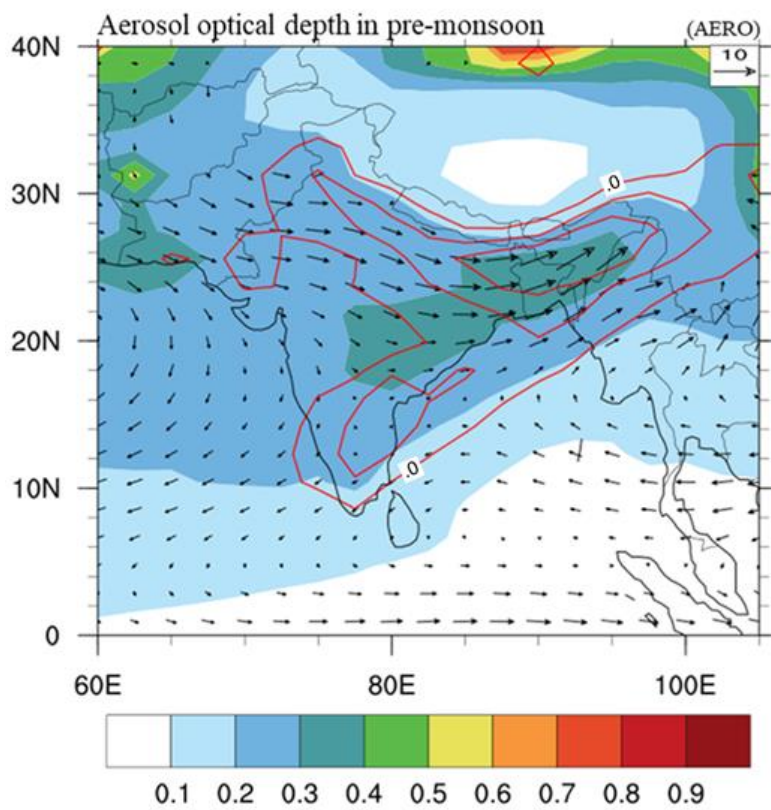 Aerosol optical depth in pre-monsoon (AERO)
40N
10
30N
.0
20N
10N
.0
0
60E 80E 100E
0.1 0.2 0.3 0.4 0.5 0.6 0.7 0.8 0.9